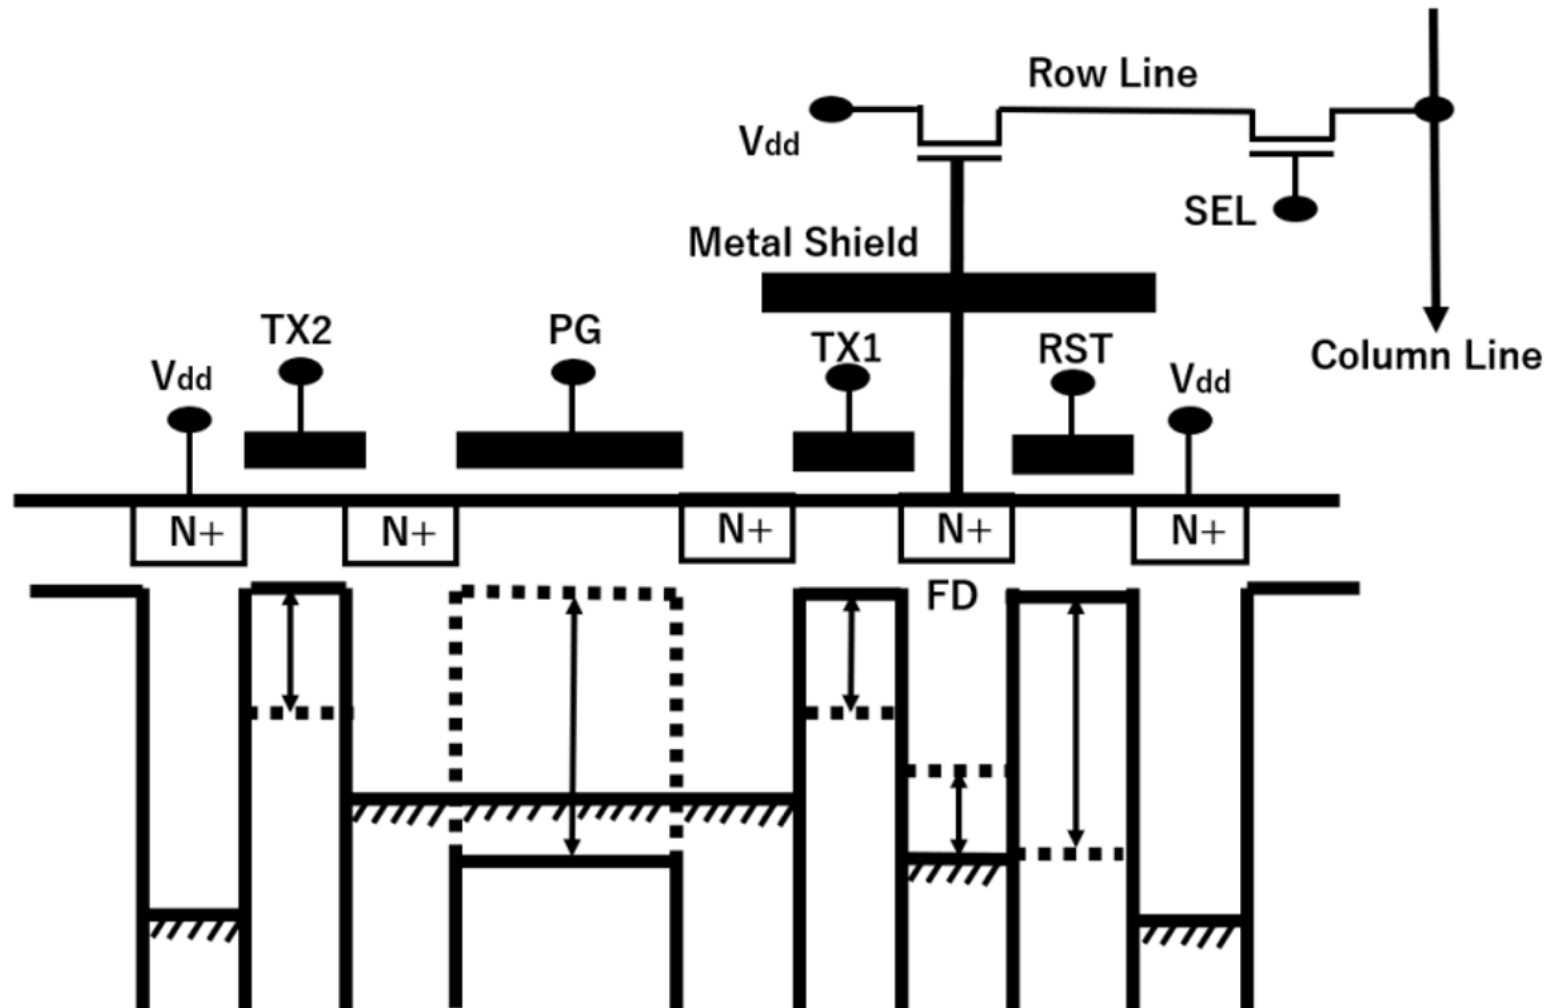 Row Line
Vdd
SEL
Metal Shield
TX2
PG
TX1
RST
Column Line
Vdd
Vdd
N+
N+
N+
N+
N+
FD